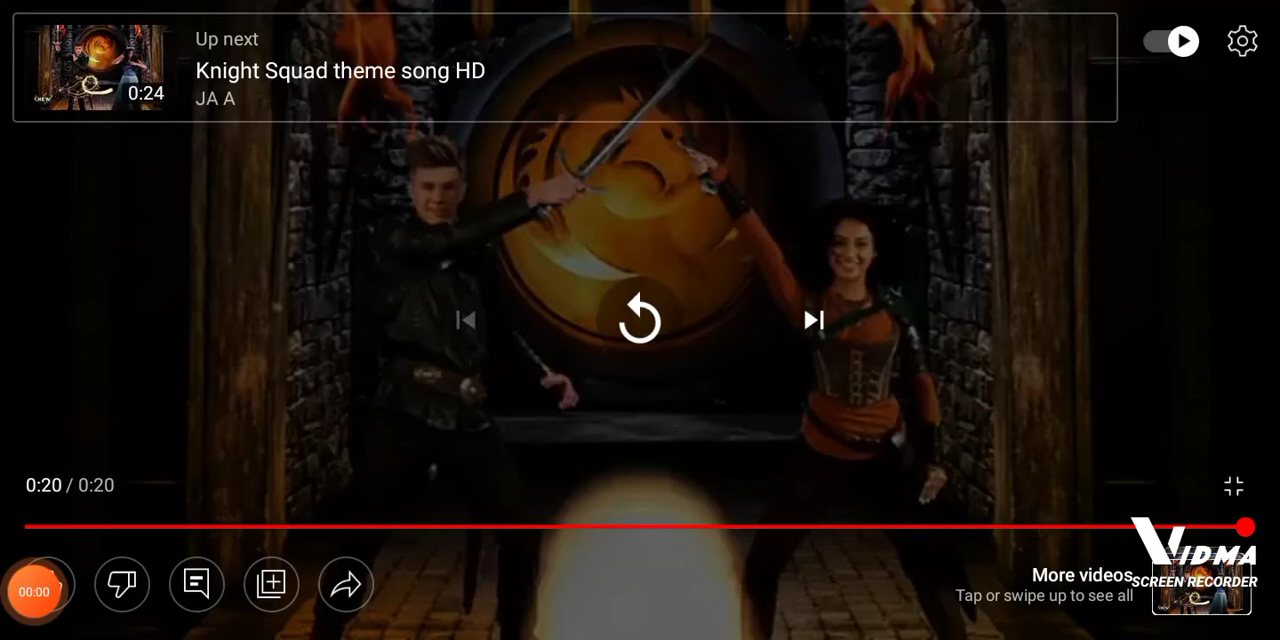 Up next
Knight Squad theme song HD
JA A
0:24
0:20 / 0:20
00:00
More videos
Tap or swipe up to see all
VIDMA
SCREEN RECORDER